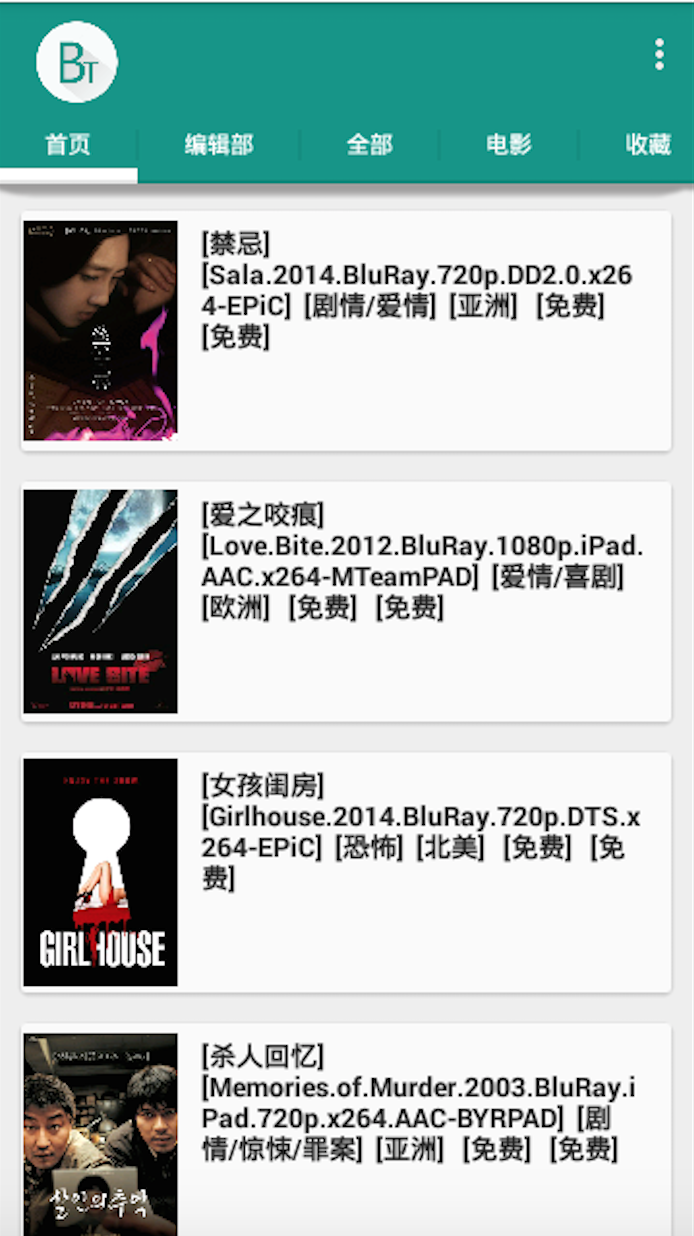 BT
首页 编辑部 全部 电影 收藏
[禁忌]
[Sala.2014.BluRay.720p.DD2.0.x26
4-EPiC] [剧情/爱情] [亚洲] [免费]
[免费]
[爱之咬痕]
[Love.Bite.2012.BluRay.1080p.iPad.
AAC.x264-MTeamPAD] [爱情/喜剧]
[欧洲] [免费] [免费]
LOVE BITE
[女孩闺房]
[Girlhouse.2014.BluRay.720p.DTS.x
264-EPiC] [恐怖] [北美] [免费] [免
费]
GIRLHOUSE
[杀人回忆]
[Memories.of.Murder.2003.BluRay.i
Pad.720p.x264.AAC-BYRPAD] [剧
情/惊悚/罪案] [亚洲] [免费] [免费]
살인의 추억